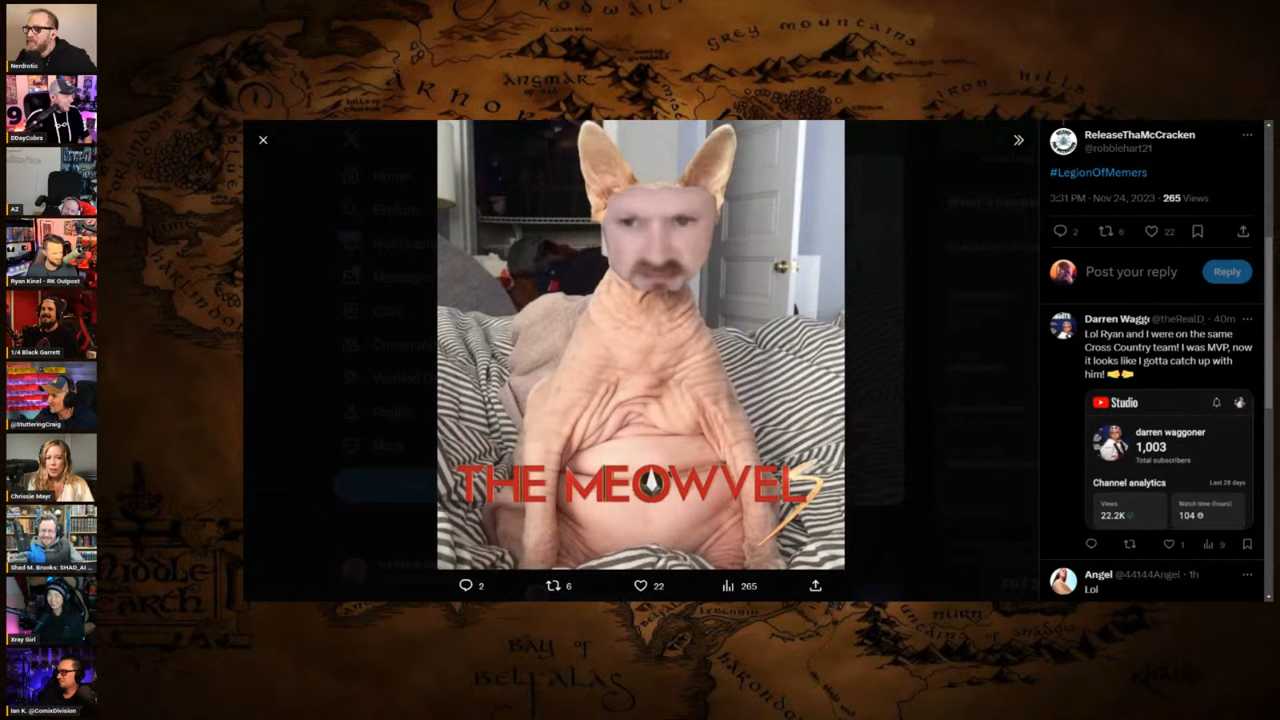 Nerdrotic
DDayCobra
AZ
Ryan Kinel - RK Outpost
1/4 Black Garrett
@StutteringCraig
Chrissie Mayr
Shad M. Brooks: SHAD_AI ...
Xray Girl
Ian K. @ComixDivision
GREY MOUNTAINS
ANGMAR
ARNOR
IRON HILLS
THE MEOWVELS
2
6
22
265
ReleaseThaMcCracken
@robbiehart21
#LegionOfMemers
3:31 PM · Nov 24, 2023 · 265 Views
2
6
22
Post your reply
Reply
Darren Wagg @theRealD. · 40m
Lol Ryan and I were on the same
Cross Country team! I was MVP, now
it looks like I gotta catch up with
him!
Studio
darren waggoner
1,003
Total subscribers
Channel analytics
Last 28 days
Views
22.2K
Watch time (hours)
104
1
9
Angel @44144Angel · 1h
Lol
MIDDLE
EARTH
BAY OF
BELFALAS